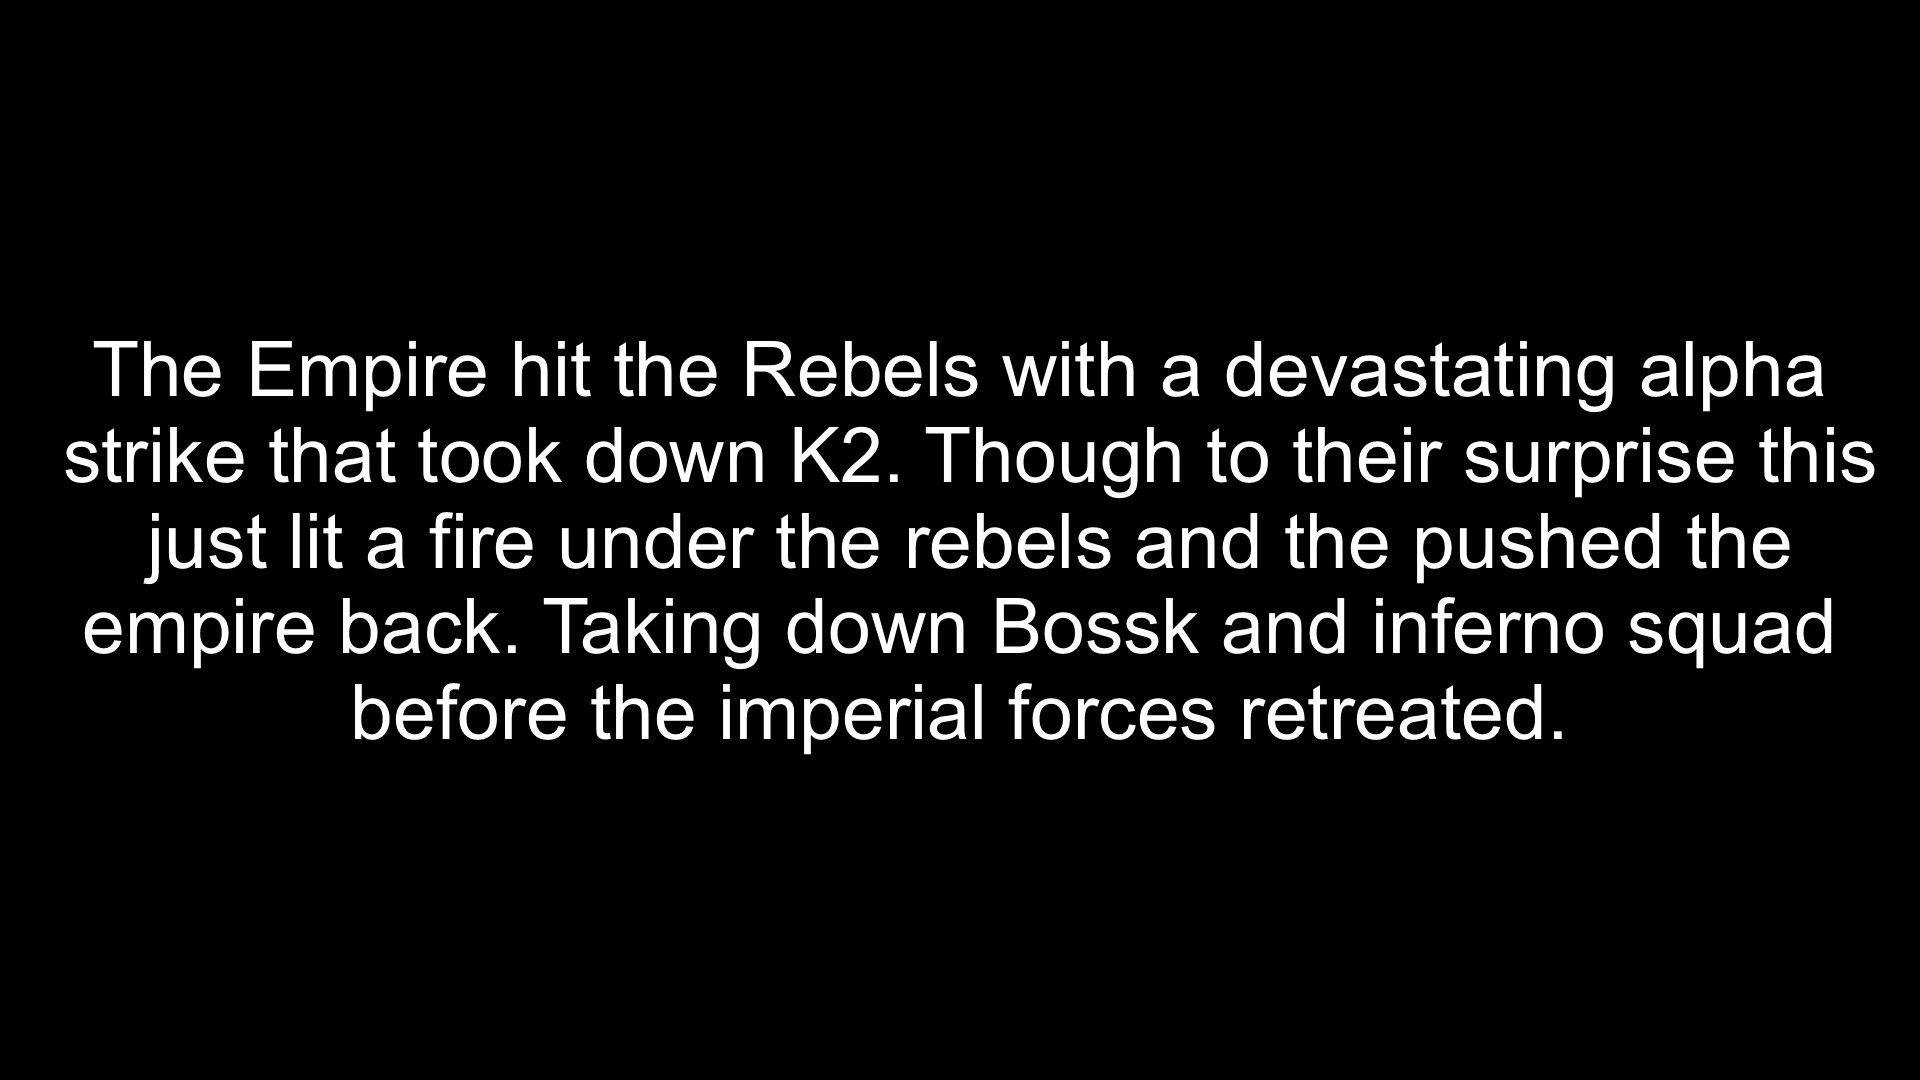 The Empire hit the Rebels with a devastating alpha
strike that took down K2. Though to their surprise this
just lit a fire under the rebels and the pushed the
empire back. Taking down Bossk and inferno squad
before the imperial forces retreated.